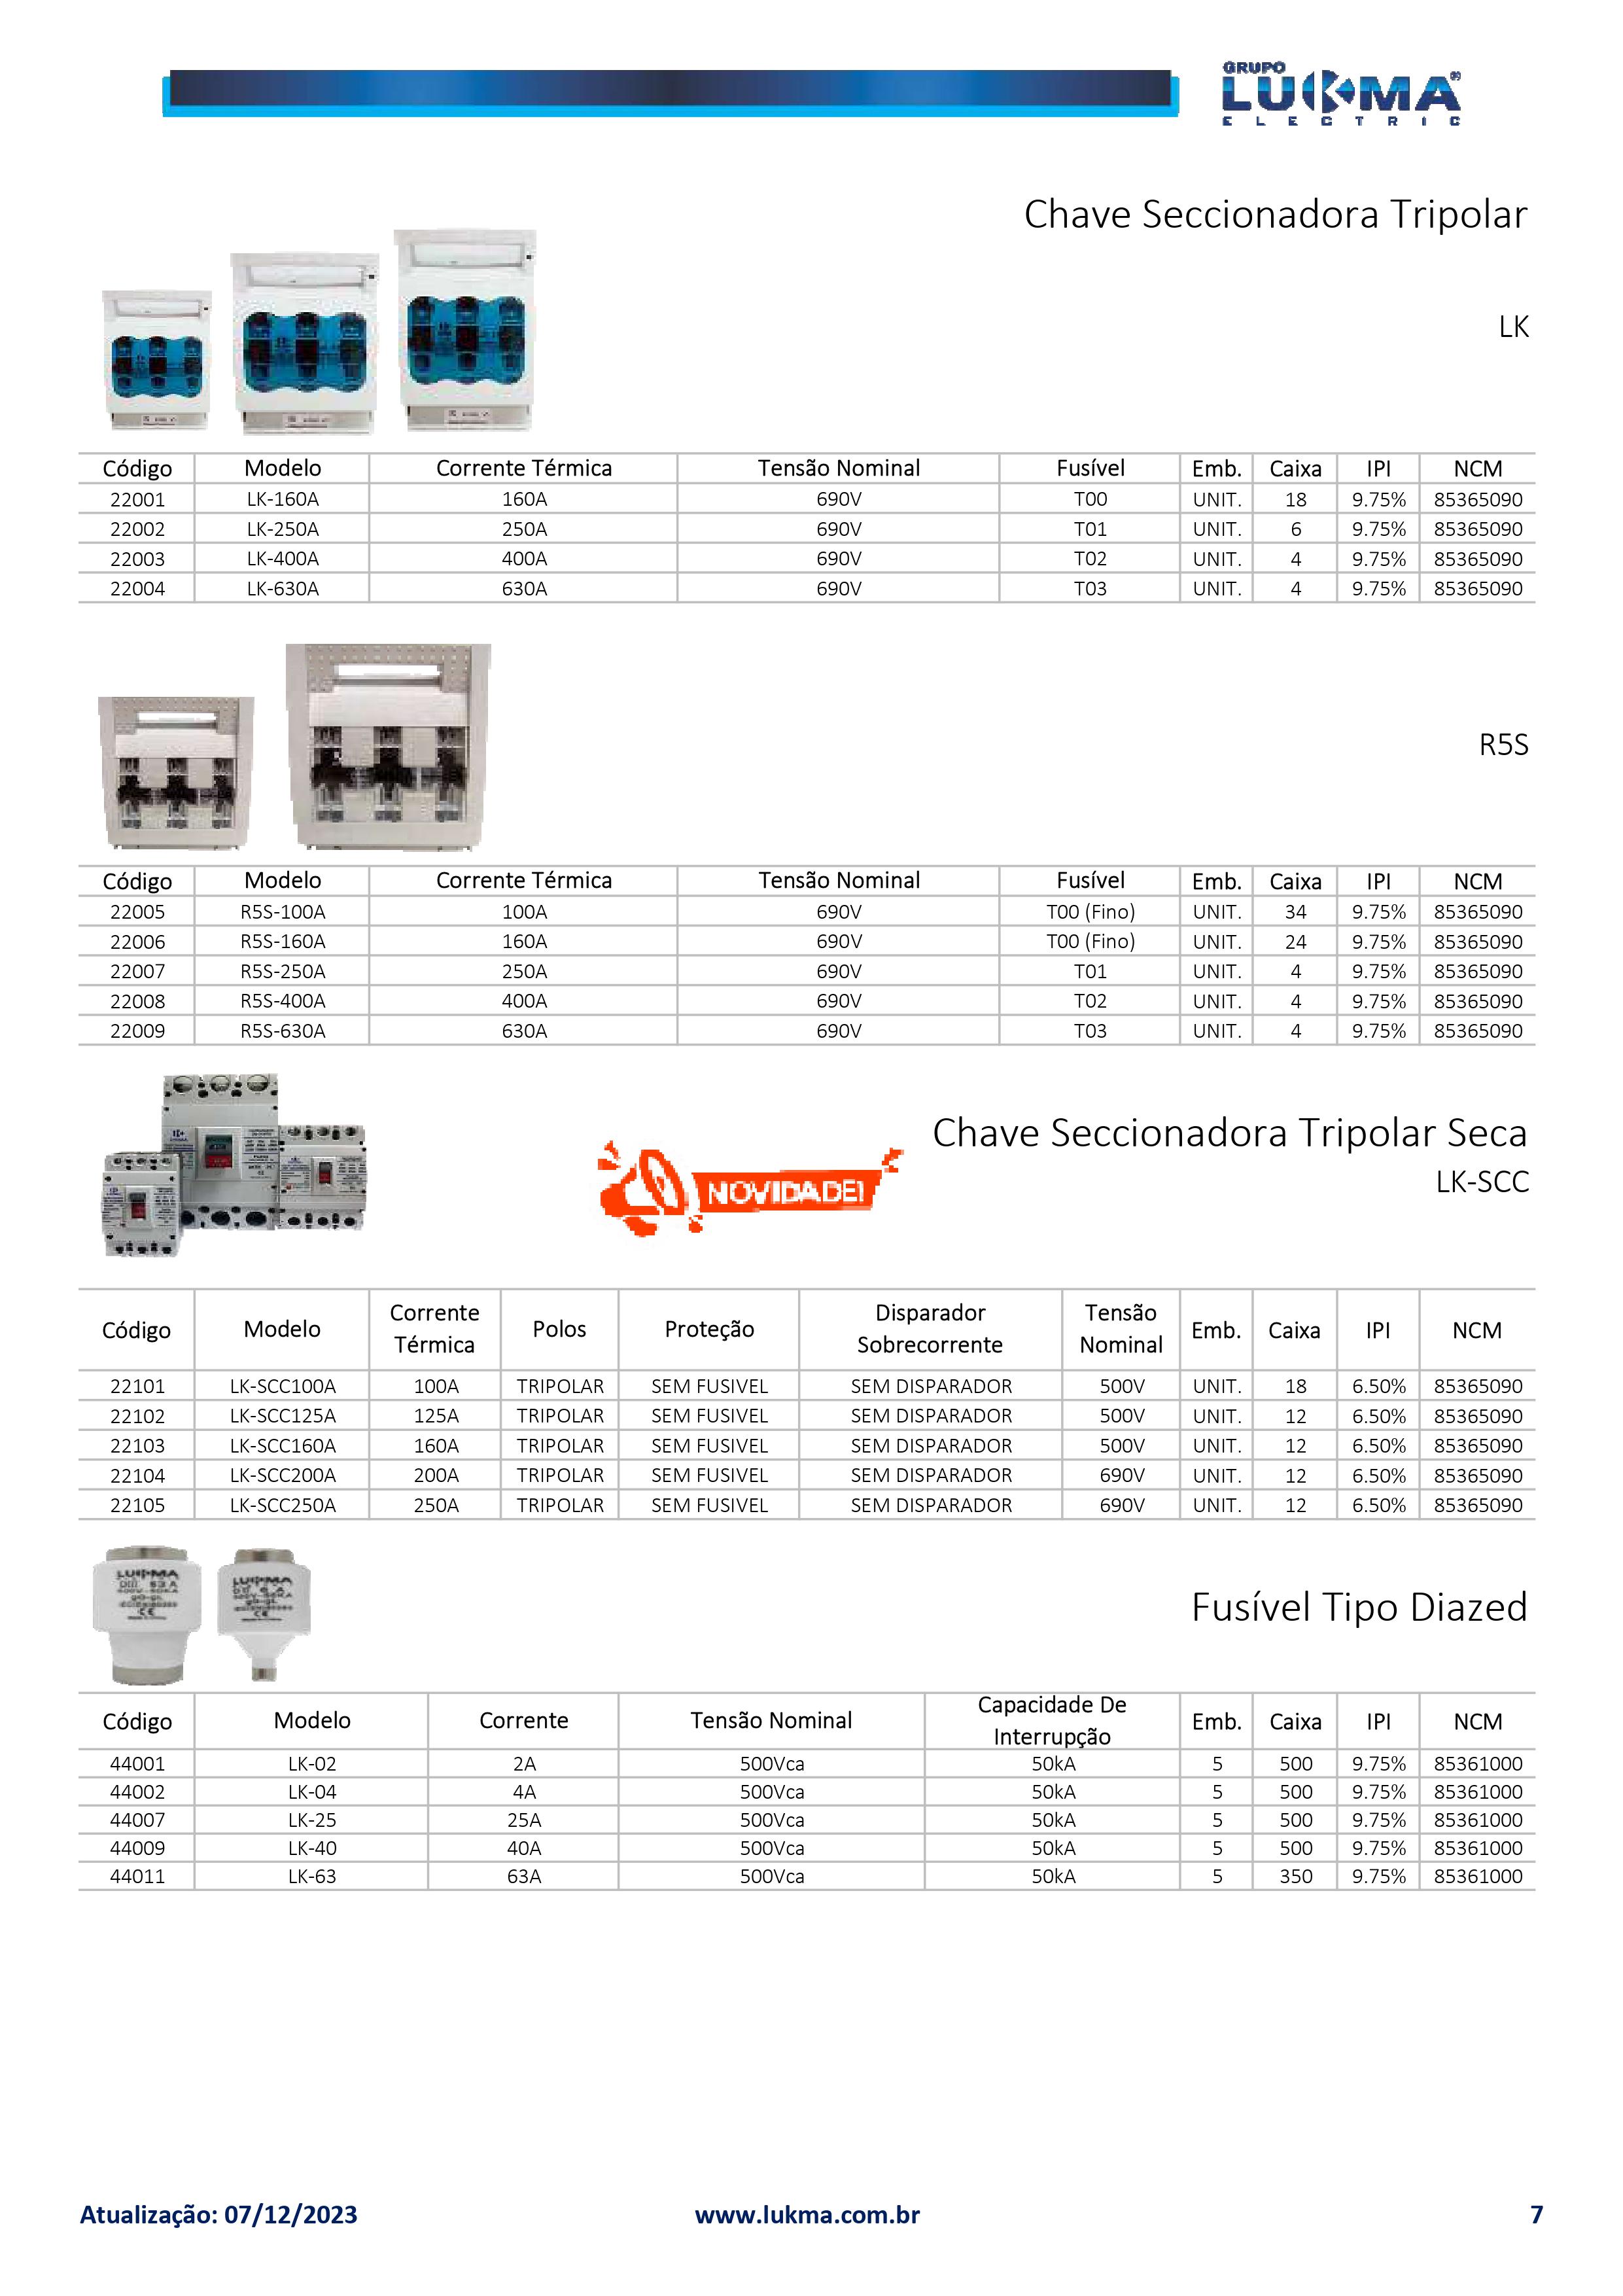 GRUPO
LUKMA®
ELECTRIC
Chave Seccionadora Tripolar
LK
Código Modelo Corrente Térmica Tensão Nominal Fusível Emb. Caixa IPI NCM
22001 LK-160A 160A 690V T00 UNIT. 18 9.75% 85365090
22002 LK-250A 250A 690V T01 UNIT. 6 9.75% 85365090
22003 LK-400A 400A 690V T02 UNIT. 4 9.75% 85365090
22004 LK-630A 630A 690V T03 UNIT. 4 9.75% 85365090
R5S
Código Modelo Corrente Térmica Tensão Nominal Fusível Emb. Caixa IPI NCM
22005 R5S-100A 100A 690V T00 (Fino) UNIT. 34 9.75% 85365090
22006 R5S-160A 160A 690V T00 (Fino) UNIT. 24 9.75% 85365090
22007 R5S-250A 250A 690V T01 UNIT. 4 9.75% 85365090
22008 R5S-400A 400A 690V T02 UNIT. 4 9.75% 85365090
22009 R5S-630A 630A 690V T03 UNIT. 4 9.75% 85365090
Chave Seccionadora Tripolar Seca
LK-SCC
NOVIDADE!
Código Modelo Corrente Térmica Polos Proteção Disparador Sobrecorrente Tensão Nominal Emb. Caixa IPI NCM
22101 LK-SCC100A 100A TRIPOLAR SEM FUSIVEL SEM DISPARADOR 500V UNIT. 18 6.50% 85365090
22102 LK-SCC125A 125A TRIPOLAR SEM FUSIVEL SEM DISPARADOR 500V UNIT. 12 6.50% 85365090
22103 LK-SCC160A 160A TRIPOLAR SEM FUSIVEL SEM DISPARADOR 500V UNIT. 12 6.50% 85365090
22104 LK-SCC200A 200A TRIPOLAR SEM FUSIVEL SEM DISPARADOR 690V UNIT. 12 6.50% 85365090
22105 LK-SCC250A 250A TRIPOLAR SEM FUSIVEL SEM DISPARADOR 690V UNIT. 12 6.50% 85365090
LUKMA
DIII 63 A
gG-gL
CE
LUKMA
CE
Fusível Tipo Diazed
Código Modelo Corrente Tensão Nominal Capacidade De Interrupção Emb. Caixa IPI NCM
44001 LK-02 2A 500Vca 50kA 5 500 9.75% 85361000
44002 LK-04 4A 500Vca 50kA 5 500 9.75% 85361000
44007 LK-25 25A 500Vca 50kA 5 500 9.75% 85361000
44009 LK-40 40A 500Vca 50kA 5 500 9.75% 85361000
44011 LK-63 63A 500Vca 50kA 5 350 9.75% 85361000
Atualização: 07/12/2023 www.lukma.com.br 7